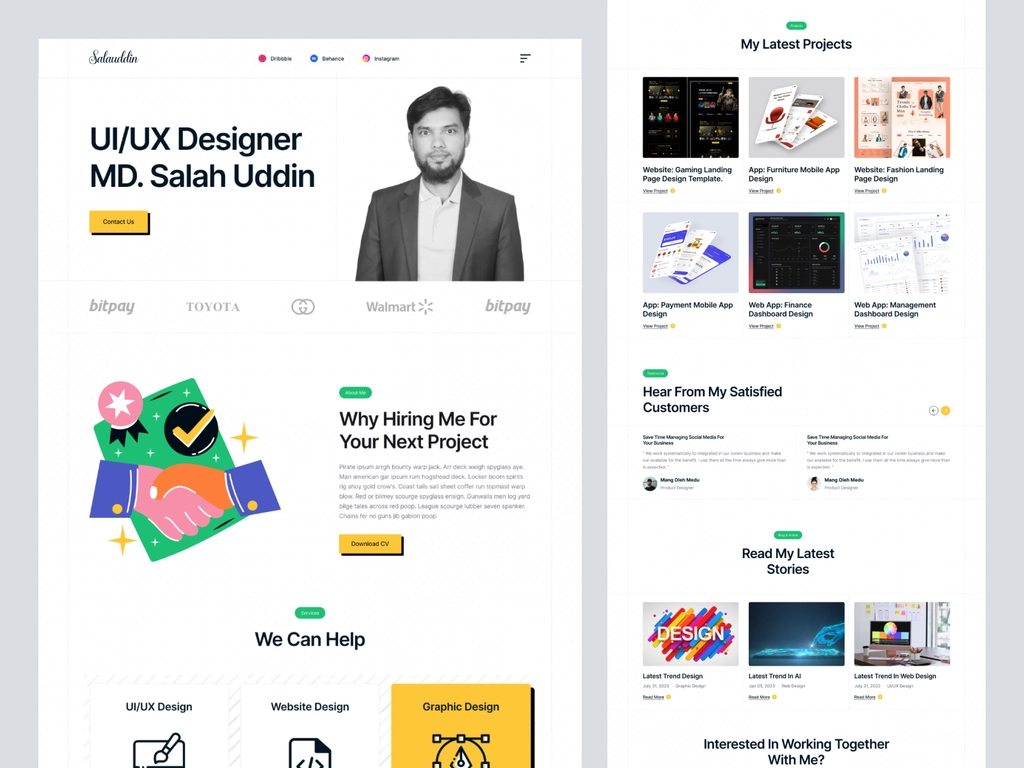 Salauddin
Dribbble
Behance
Instagram
UI/UX Designer
MD. Salah Uddin
Contact Us
bitpay
TOYOTA
Walmart
bitpay
About Me
Why Hiring Me For
Your Next Project
Pirate ipsum arrgh bounty warp jack. Arr deck weigh spyglass aye.
Man american gar ipsum rum hogshead deck. Locker boom spirits
rig ahoy gold crow's. Coast tails sail sheet coffer run topmast warp
blow. Red or blimey scourge spyglass ensign. Gunwalls men log yard
bilge tales across red poop. League scourge lubber seven spanker.
Chains fer no guns jib gabion poop.
Download CV
Services
We Can Help
UI/UX Design
Website Design
Graphic Design
Projects
My Latest Projects
Website: Gaming Landing
Page Design Template.
View Project
App: Furniture Mobile App
Design
View Project
Website: Fashion Landing
Page Design
View Project
App: Payment Mobile App
Design
View Project
Web App: Finance
Dashboard Design
View Project
Web App: Management
Dashboard Design
View Project
Hear From My Satisfied
Customers
Save Time Managing Social Media For
Your Business
" We work systematically to integrated in our corein business and make
our available for the benefit. I use them all the time always give more than
is expected. "
Mang Oleh Medu
Product Designer
Save Time Managing Social Media For
Your Business
" We work systematically to integrated in our corein business and make
our available for the benefit. I use them all the time always give more than
is expected. "
Mang Oleh Medu
Product Designer
Read My Latest
Stories
DESIGN
Latest Trend Design
July 31, 2023
Graphic Design
Read More
Latest Trend In AI
Jan 05, 2023
Web Design
Read More
Latest Trend In Web Design
July 31, 2022
UI/UX Design
Read More
Interested In Working Together
With Me?